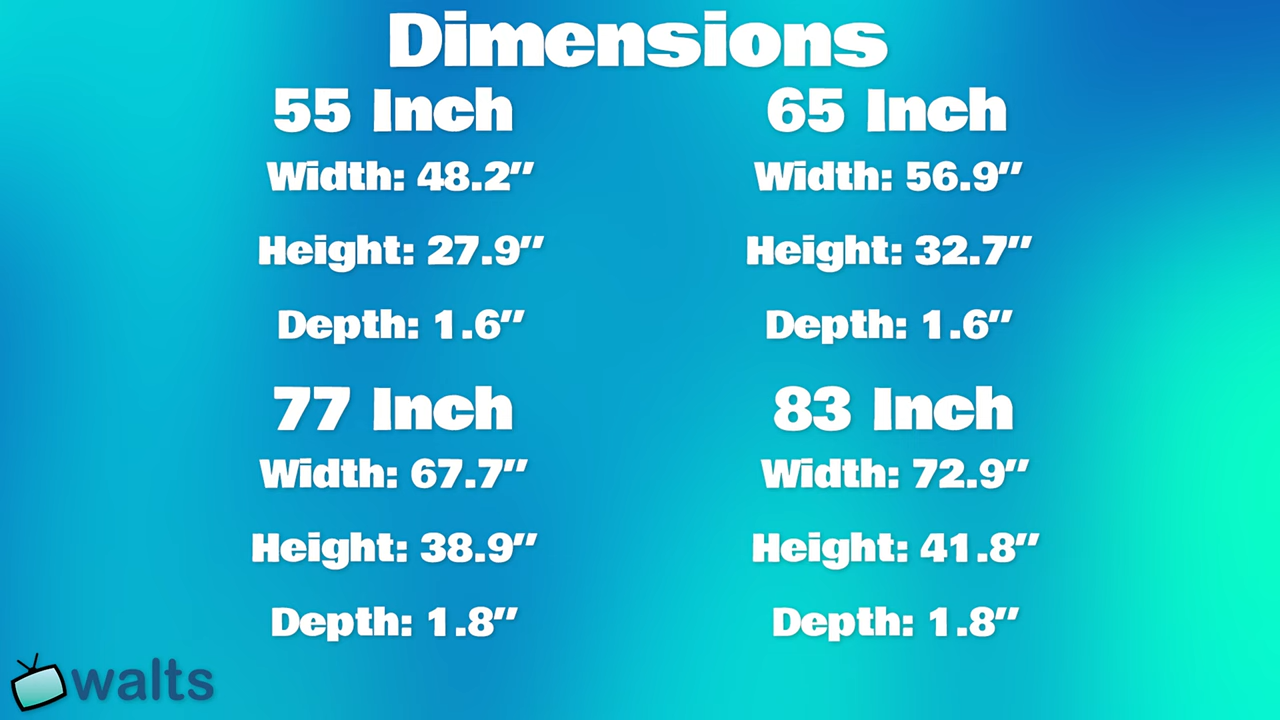 Dimensions
55 Inch
Width: 48.2"
Height: 27.9"
Depth: 1.6"
65 Inch
Width: 56.9"
Height: 32.7"
Depth: 1.6"
77 Inch
Width: 67.7"
Height: 38.9"
Depth: 1.8"
83 Inch
Width: 72.9"
Height: 41.8"
Depth: 1.8"
walts